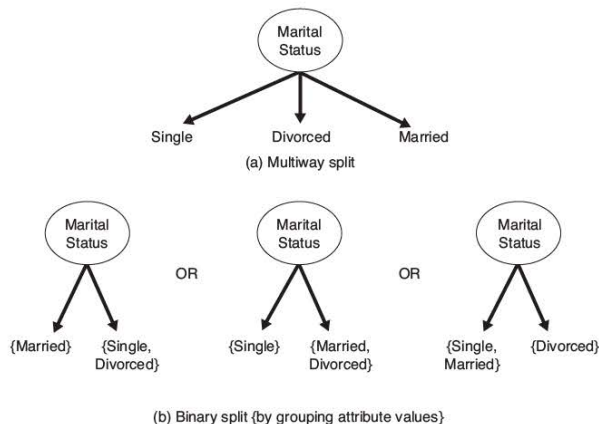 Marital
Status
Single
Divorced
Married
(a) Multiway split
Marital
Status
OR
Marital
Status
OR
Marital
Status
{Married}
{Single,
Divorced}
{Single}
{Married,
Divorced}
{Single,
Married}
{Divorced}
(b) Binary split {by grouping attribute values}